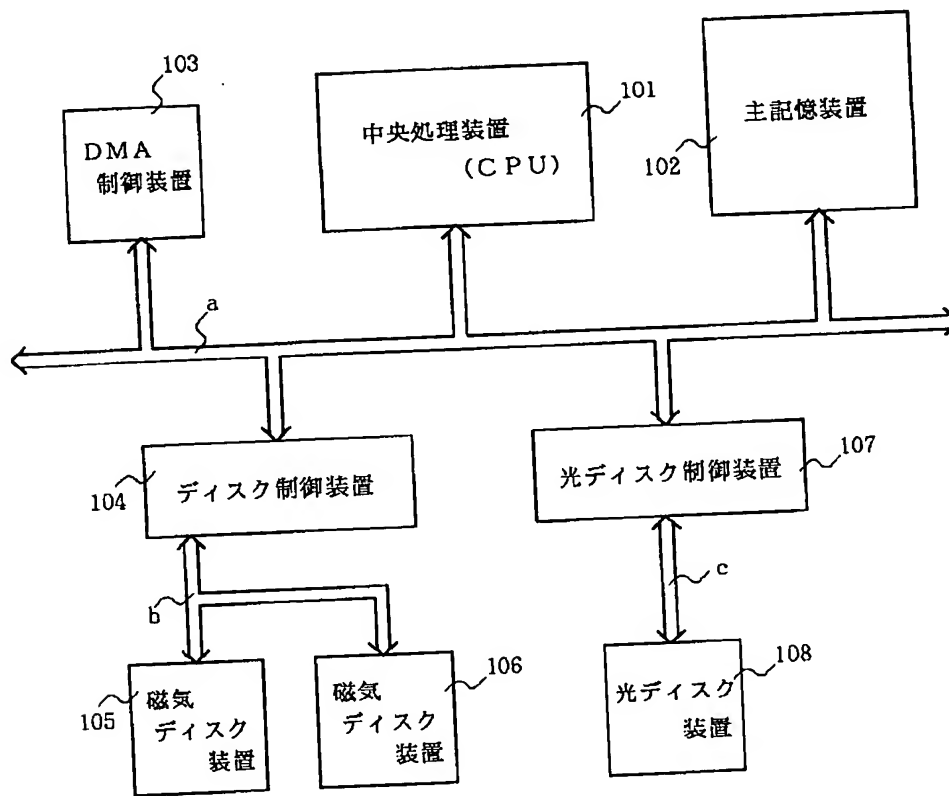 103
DMA
制御装置
中央処理装置
(CPU)
101
主記憶装置
102
a
104
ディスク制御装置
光ディスク制御装置
107
b
c
105
磁気
ディスク
装置
磁気
ディスク
装置
106
光ディスク
装置
108